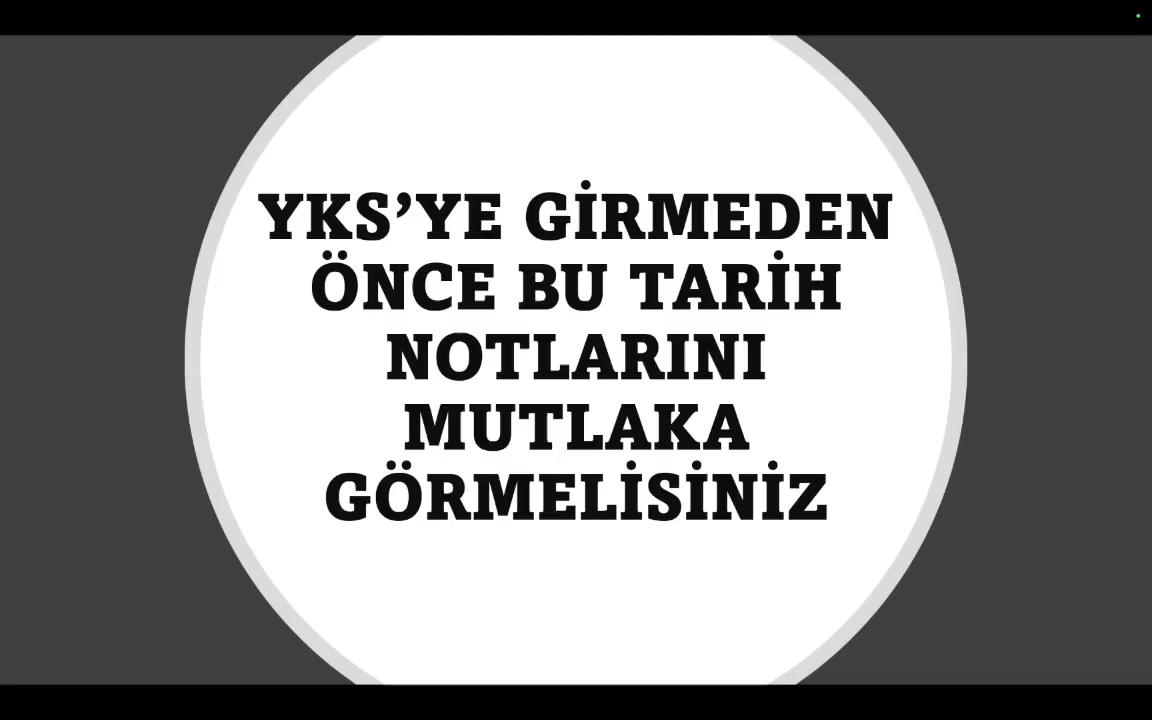 YKS’YE GİRMEDEN
ÖNCE BU TARİH
NOTLARINI
MUTLAKA
GÖRMELİSİNİZ